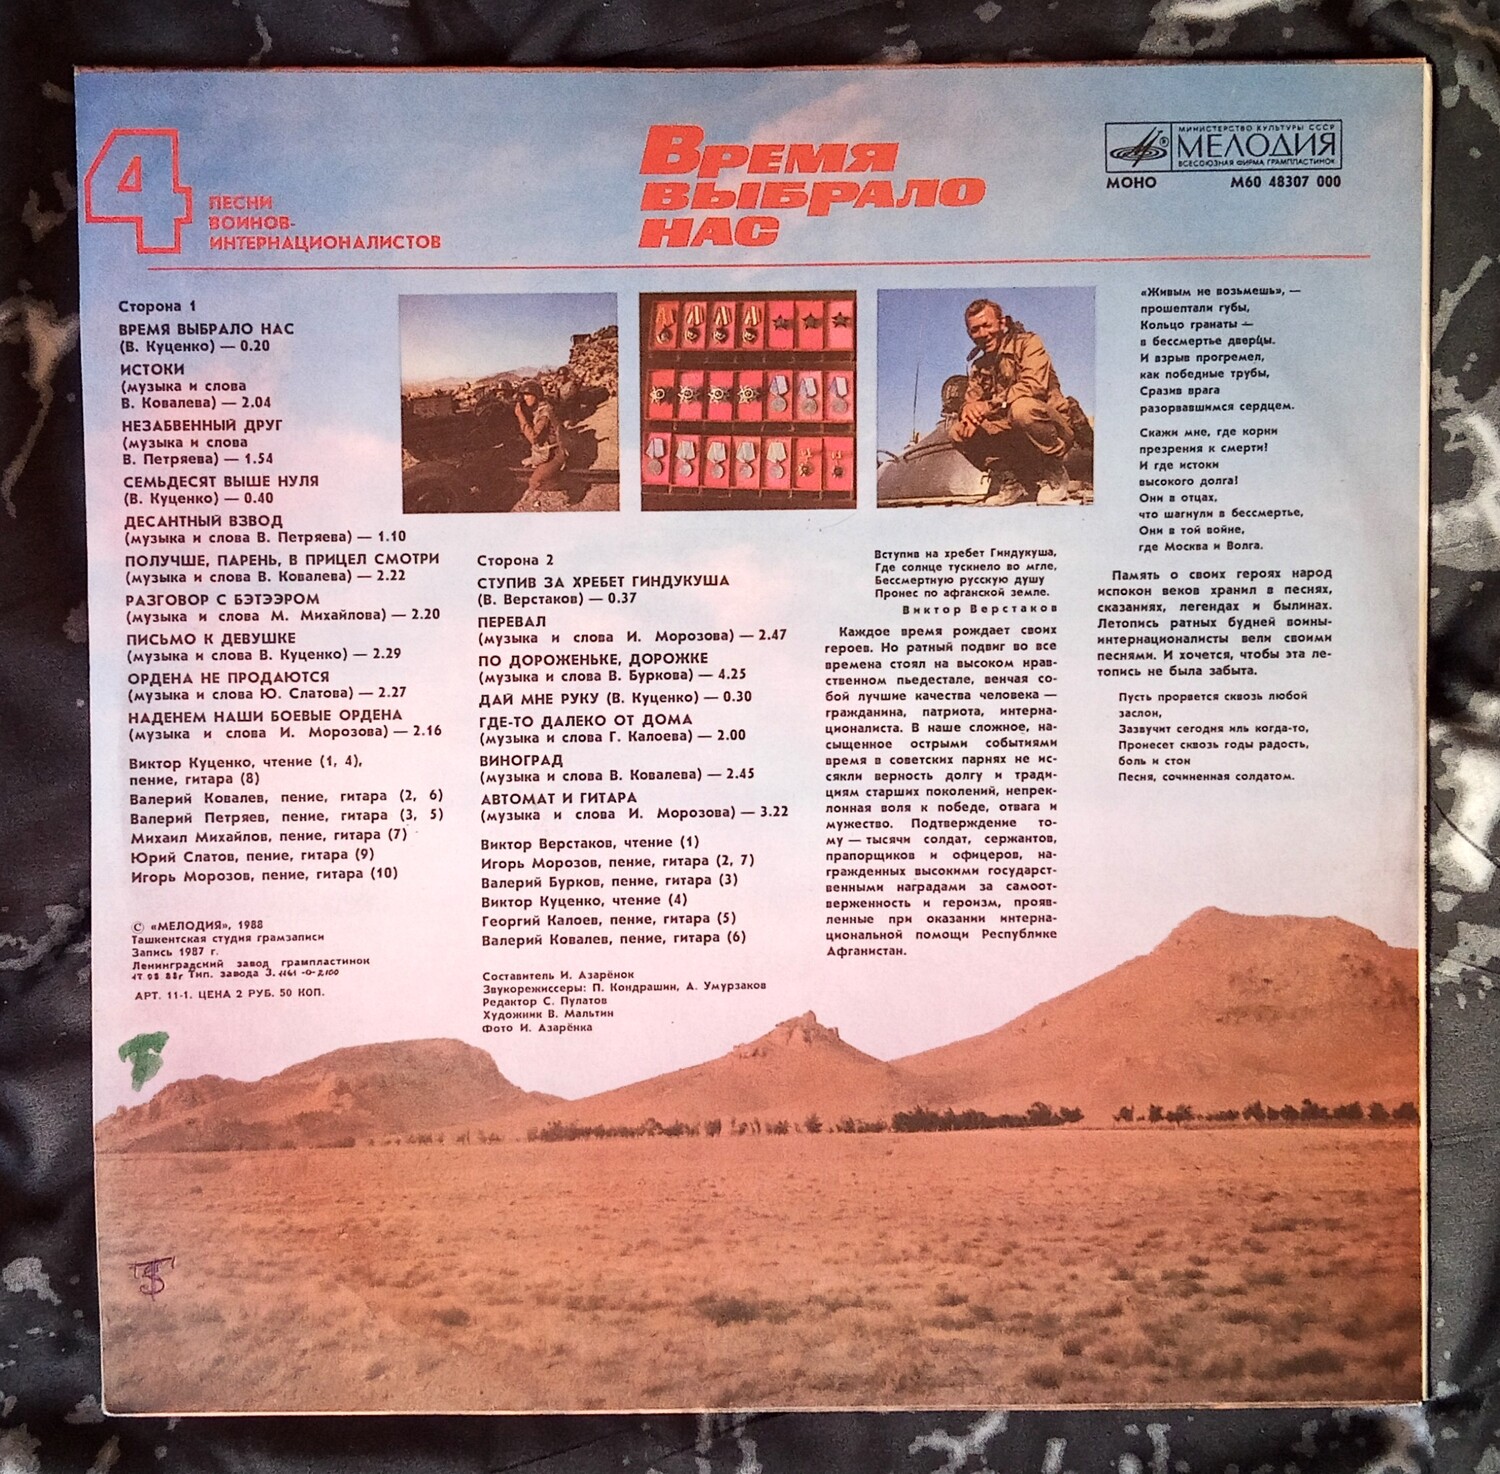 4
ПЕСНИ
ВОИНОВ-
ИНТЕРНАЦИОНАЛИСТОВ
ВРЕМЯ
ВЫБРАЛО
НАС
МИНИСТЕРСТВО КУЛЬТУРЫ СССР
МЕЛОДИЯ
ВСЕСОЮЗНАЯ ФИРМА ГРАМПЛАСТИНОК
МОНО М60 48307 000
Сторона 1
ВРЕМЯ ВЫБРАЛО НАС
(В. Куценко) — 0.20
ИСТОКИ
(музыка и слова
В. Ковалева) — 2.04
НЕЗАБВЕННЫЙ ДРУГ
(музыка и слова
В. Петряева) — 1.54
СЕМЬДЕСЯТ ВЫШЕ НУЛЯ
(В. Куценко) — 0.40
ДЕСАНТНЫЙ ВЗВОД
(музыка и слова В. Петряева) — 1.10
ПОЛУЧШЕ, ПАРЕНЬ, В ПРИЦЕЛ СМОТРИ
(музыка и слова В. Ковалева) — 2.22
РАЗГОВОР С БЭТЭЭРОМ
(музыка и слова М. Михайлова) — 2.20
ПИСЬМО К ДЕВУШКЕ
(музыка и слова В. Куценко) — 2.29
ОРДЕНА НЕ ПРОДАЮТСЯ
(музыка и слова Ю. Слатова) — 2.27
НАДЕНЕМ НАШИ БОЕВЫЕ ОРДЕНА
(музыка и слова И. Морозова) — 2.16
Виктор Куценко, чтение (1, 4),
пение, гитара (8)
Валерий Ковалев, пение, гитара (2, 6)
Валерий Петряев, пение, гитара (3, 5)
Михаил Михайлов, пение, гитара (7)
Юрий Слатов, пение, гитара (9)
Игорь Морозов, пение, гитара (10)
© «МЕЛОДИЯ», 1988
Ташкентская студия грамзаписи
Запись 1987 г.
Ленинградский завод грампластинок
Тип. завода З.
АРТ. 11-1. ЦЕНА 2 РУБ. 50 КОП.
Сторона 2
СТУПИВ ЗА ХРЕБЕТ ГИНДУКУША
(В. Верстаков) — 0.37
ПЕРЕВАЛ
(музыка и слова И. Морозова) — 2.47
ПО ДОРОЖЕНЬКЕ, ДОРОЖКЕ
(музыка и слова В. Буркова) — 4.25
ДАЙ МНЕ РУКУ (В. Куценко) — 0.30
ГДЕ-ТО ДАЛЕКО ОТ ДОМА
(музыка и слова Г. Калоева) — 2.00
ВИНОГРАД
(музыка и слова В. Ковалева) — 2.45
АВТОМАТ И ГИТАРА
(музыка и слова И. Морозова) — 3.22
Виктор Верстаков, чтение (1)
Игорь Морозов, пение, гитара (2, 7)
Валерий Бурков, пение, гитара (3)
Виктор Куценко, чтение (4)
Георгий Калоев, пение, гитара (5)
Валерий Ковалев, пение, гитара (6)
Составитель И. Азарёнок
Звукорежиссеры: П. Кондрашин, А. Умурзаков
Редактор С. Пулатов
Художник В. Мальтин
Фото И. Азарёнка
Вступив на хребет Гиндукуша,
Где солнце тускнело во мгле,
Бессмертную русскую душу
Пронес по афганской земле.
Виктор Верстаков
Каждое время рождает своих
героев. Но ратный подвиг во все
времена стоял на высоком нрав-
ственном пьедестале, венчая со-
бой лучшие качества человека —
гражданина, патриота, интерна-
ционалиста. В наше сложное, на-
сыщенное острыми событиями
время в советских парнях не ис-
сякли верность долгу и тради-
циям старших поколений, непрек-
лонная воля к победе, отвага и
мужество. Подтверждение то-
му — тысячи солдат, сержантов,
прапорщиков и офицеров, на-
гражденных высокими государст-
венными наградами за самоот-
верженность и героизм, прояв-
ленные при оказании интерна-
циональной помощи Республике
Афганистан.
«Живым не возьмешь», —
прошептали губы,
Кольцо гранаты —
в бессмертье дверцы.
И взрыв прогремел,
как победные трубы,
Сразив врага
разорвавшимся сердцем.
Скажи мне, где корни
презрения к смерти!
И где истоки
высокого долга!
Они в отцах,
что шагнули в бессмертье,
Они в той войне,
где Москва и Волга.
Память о своих героях народ
испокон веков хранил в песнях,
сказаниях, легендах и былинах.
Летопись ратных будней воины-
интернационалисты вели своими
песнями. И хочется, чтобы эта ле-
топись не была забыта.
Пусть прорвется сквозь любой
заслон,
Зазвучит сегодня иль когда-то,
Пронесет сквозь годы радость,
боль и стон
Песня, сочиненная солдатом.